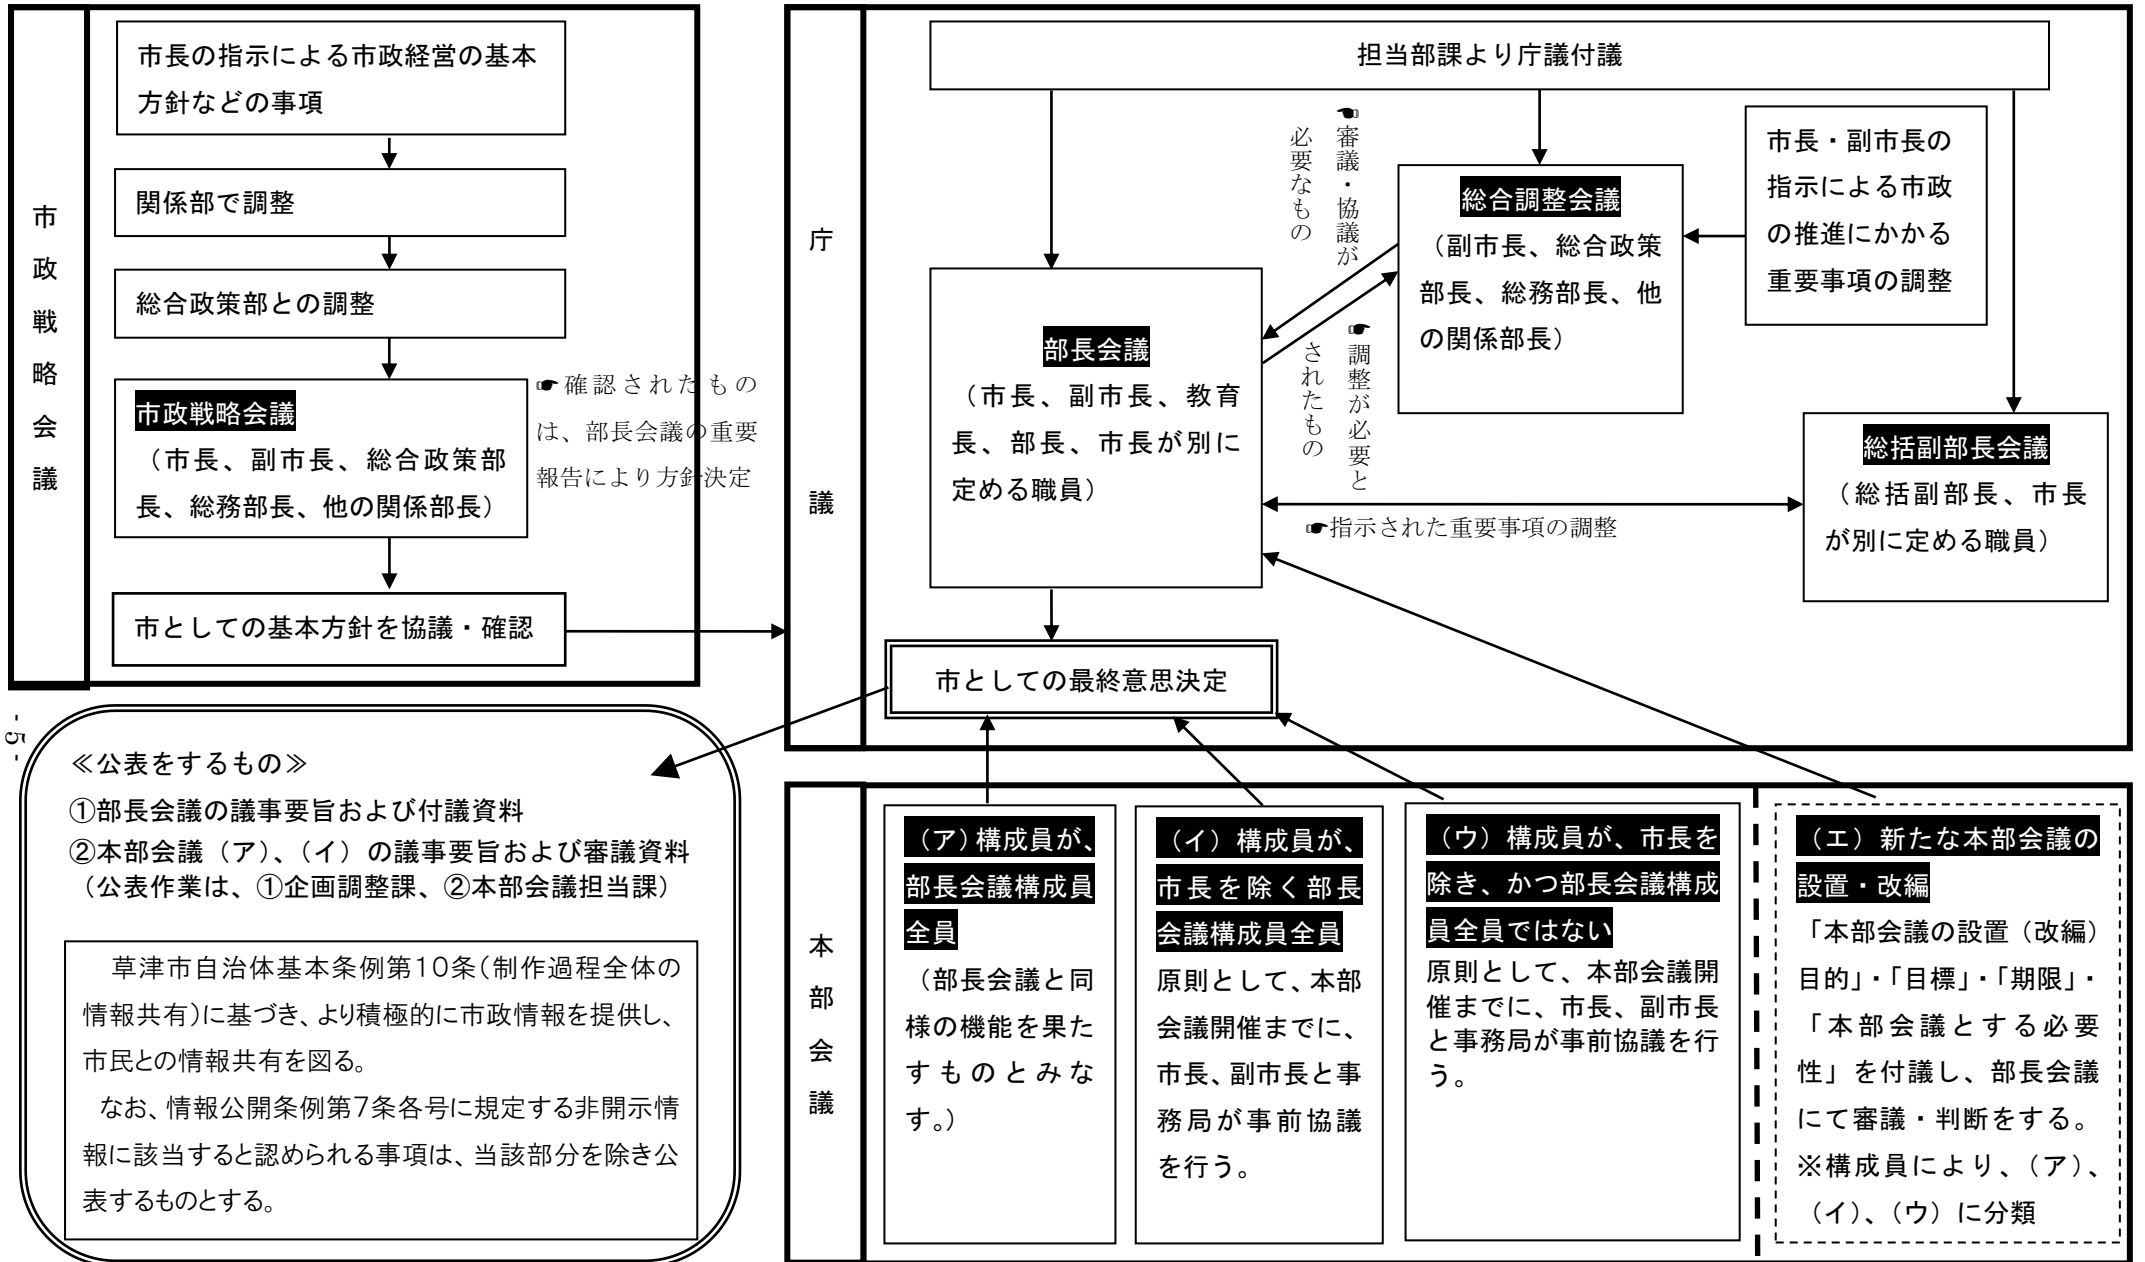 市政戦略会議
市長の指示による市政経営の基本
方針などの事項
関係部で調整
総合政策部との調整
市政戦略会議
（市長、副市長、総合政策部
長、総務部長、他の関係部長）
☛確認されたもの
は、部長会議の重要
報告により方針決定
市としての基本方針を協議・確認
庁議
担当部課より庁議付議
☛審議・協議が
必要なもの
総合調整会議
（副市長、総合政策
部長、総務部長、他
の関係部長）
市長・副市長の
指示による市政
の推進にかかる
重要事項の調整
部長会議
（市長、副市長、教育
長、部長、市長が別に
定める職員）
☛調整が必要と
されたもの
総括副部長会議
（総括副部長、市長
が別に定める職員）
☛指示された重要事項の調整
市としての最終意思決定
- 5 -
≪公表をするもの≫
①部長会議の議事要旨および付議資料
②本部会議（ア）、（イ）の議事要旨および審議資料
（公表作業は、①企画調整課、②本部会議担当課）
草津市自治体基本条例第10条（制作過程全体の
情報共有）に基づき、より積極的に市政情報を提供し、
市民との情報共有を図る。
なお、情報公開条例第7条各号に規定する非開示情
報に該当すると認められる事項は、当該部分を除き公
表するものとする。
本部会議
（ア）構成員が、
部長会議構成員
全員
（部長会議と同
様の機能を果た
すものとみな
す。）
（イ）構成員が、
市長を除く部長
会議構成員全員
原則として、本部
会議開催までに、
市長、副市長と事
務局が事前協議
を行う。
（ウ）構成員が、市長を
除き、かつ部長会議構成
員全員ではない
原則として、本部会議開
催までに、市長、副市長
と事務局が事前協議を行
う。
（エ）新たな本部会議の
設置・改編
「本部会議の設置（改編）
目的」・「目標」・「期限」・
「本部会議とする必要
性」を付議し、部長会議
にて審議・判断をする。
※構成員により、（ア）、
（イ）、（ウ）に分類